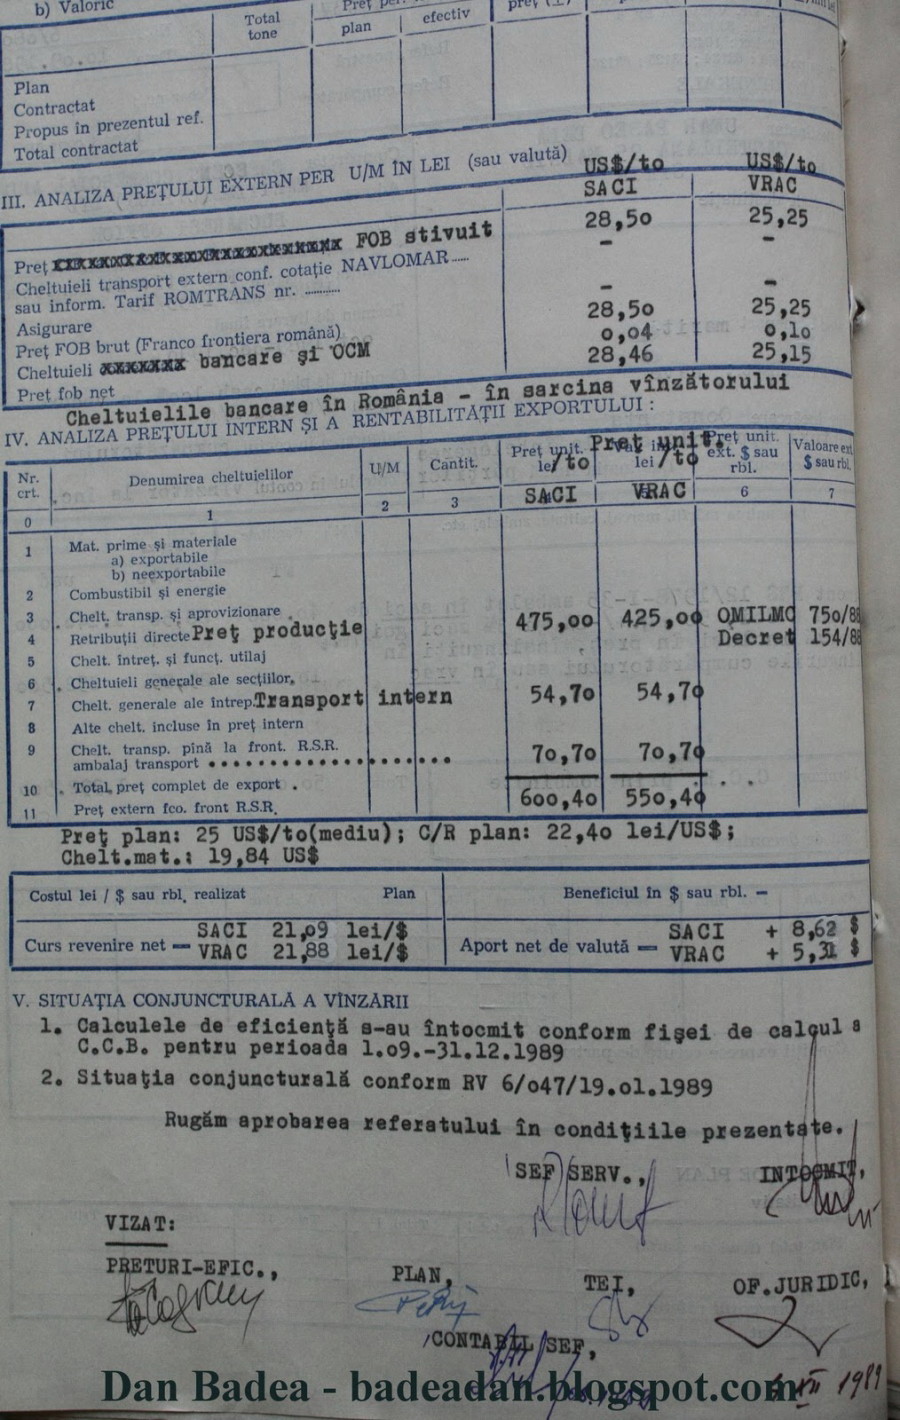 b) Valoric
Total tone
plan
efectiv
Plan
Contractat
Propus în prezentul ref.
Total contractat
III. ANALIZA PREŢULUI EXTERN PER U/M ÎN LEI (sau valută)
US$/to US$/to
SACI VRAC
Preţ FOB stivuit 28,50 25,25
Cheltuieli transport extern conf. cotaţie NAVLOMAR ..... - -
sau inform. Tarif ROMTRANS nr. ............
Asigurare - -
Preţ FOB brut (Franco frontiera română) 28,50 25,25
Cheltuieli bancare şi OCM 0,04 0,10
Preţ fob net 28,46 25,15
Cheltuielile bancare în România - în sarcina vînzătorului
IV. ANALIZA PREŢULUI INTERN ŞI A RENTABILITĂŢII EXPORTULUI :
Nr. crt.
Denumirea cheltuielilor
U/M
Cantit.
Preţ unit. lei/to
SACI
Preţ unit.
lei /to
VRAC
Preţ unit. ext. $ sau rbl.
Valoare ext. $ sau rbl.
0 1 2 3 6 7
1 Mat. prime şi materiale
a) exportabile
b) neexportabile
2 Combustibil şi energie
3 Chelt. transp. şi aprovizionare 475,00 425,00 OMILMC 750/88
4 Retribuţii directe Preţ producţie Decret 154/88
5 Chelt. întreţ. şi funcţ. utilaj
6 Cheltuieli generale ale secţiilor.
7 Chelt. generale ale întrep. Transport intern 54,70 54,70
8 Alte chelt. incluse în preţ intern
9 Chelt. transp. pînă la front. R.S.R. 70,70 70,70
ambalaj transport
10 Total, preţ complet de export 600,40 550,40
11 Preţ extern fco. front R.S.R.
Preţ plan: 25 US$/to(mediu); C/R plan: 22,40 lei/US$;
Chelt.mat.: 19,84 US$
Costul lei / $ sau rbl. realizat Plan Beneficiul în $ sau rbl. —
Curs revenire net — SACI 21,09 lei/$ Aport net de valută — SACI + 8,62 $
VRAC 21,88 lei/$ VRAC + 5,31 $
V. SITUAŢIA CONJUNCTURALĂ A VÎNZĂRII
1. Calculele de eficienţă s-au întocmit conform fişei de calcul a
C.C.B. pentru perioada 1.09.-31.12.1989
2. Situaţia conjuncturală conform RV 6/047/19.01.1989
Rugăm aprobarea referatului în condiţiile prezentate.
SEF SERV., INTOCMIT,
VIZAT:
PRETURI-EFIC., PLAN, TEI, OF.JURIDIC,
CONTABIL SEF,
XII 1989
Dan Badea - badeadan.blogspot.com